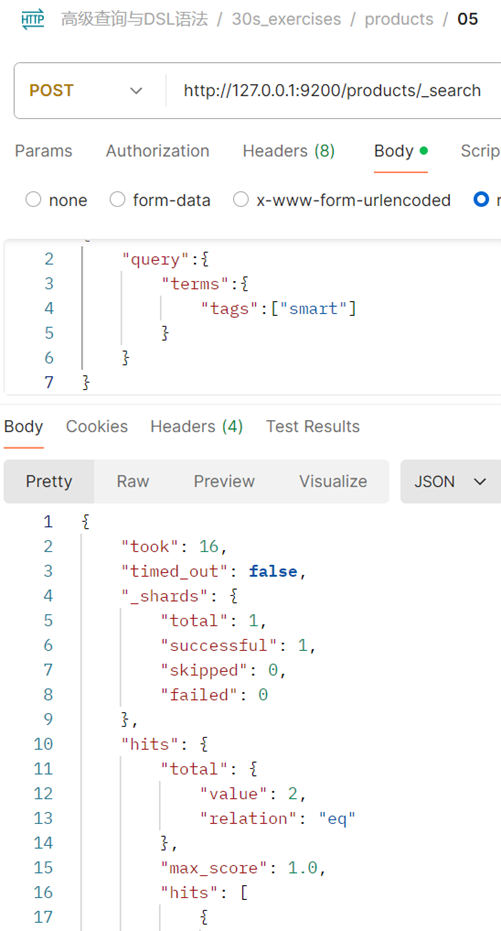 HTTP 高级查询与DSL语法 / 30s_exercises / products / 05
POST http://127.0.0.1:9200/products/_search
Params Authorization Headers (8) Body Scrip
none form-data x-www-form-urlencoded r
2 "query":{
3 "terms":{
4 "tags":["smart"]
5 }
6 }
7 }
Body Cookies Headers (4) Test Results
Pretty Raw Preview Visualize JSON
1 {
2 "took": 16,
3 "timed_out": false,
4 "_shards": {
5 "total": 1,
6 "successful": 1,
7 "skipped": 0,
8 "failed": 0
9 },
10 "hits": {
11 "total": {
12 "value": 2,
13 "relation": "eq"
14 },
15 "max_score": 1.0,
16 "hits": [
17 {